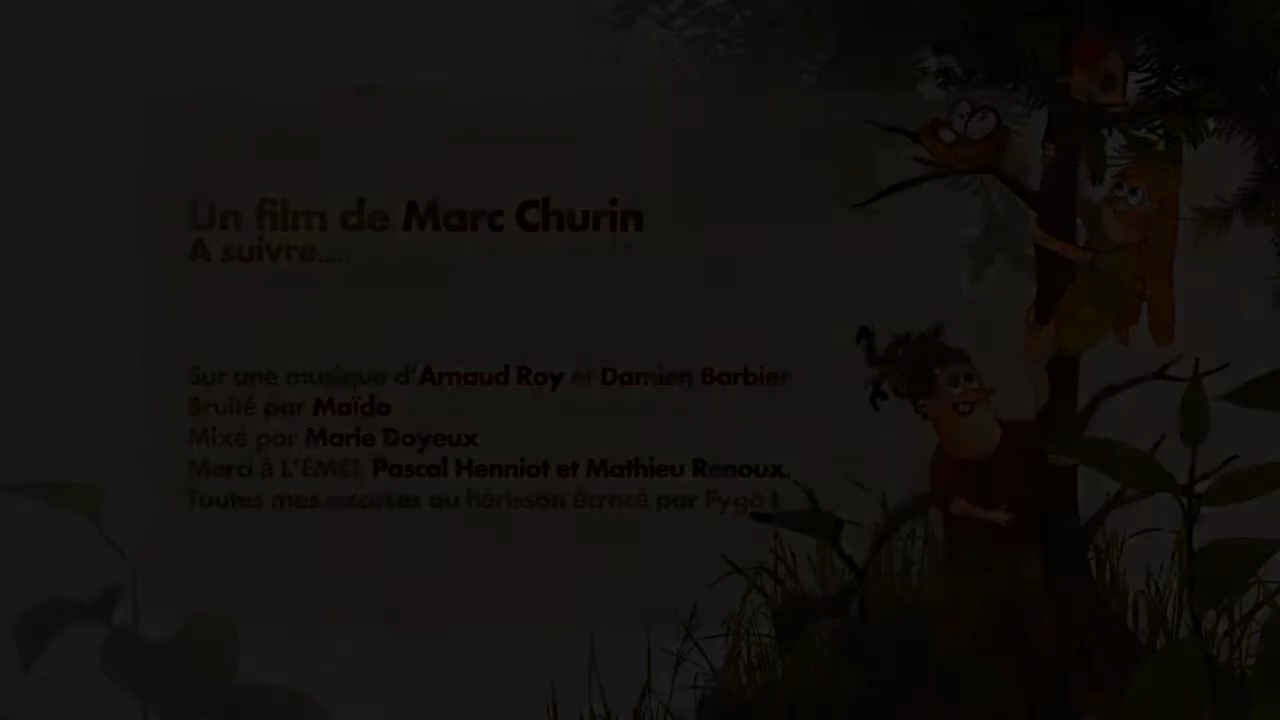 Un film de Marc Churin
A suivre.....
Sur une musique d'Arnaud Roy et Damien Barbier
Bruité par Maïdo
Mixé par Marie Doyeux
Merci à L'EMCI, Pascal Henniot et Mathieu Renoux.
Toutes mes excuses au hérisson écracé par Fygo !